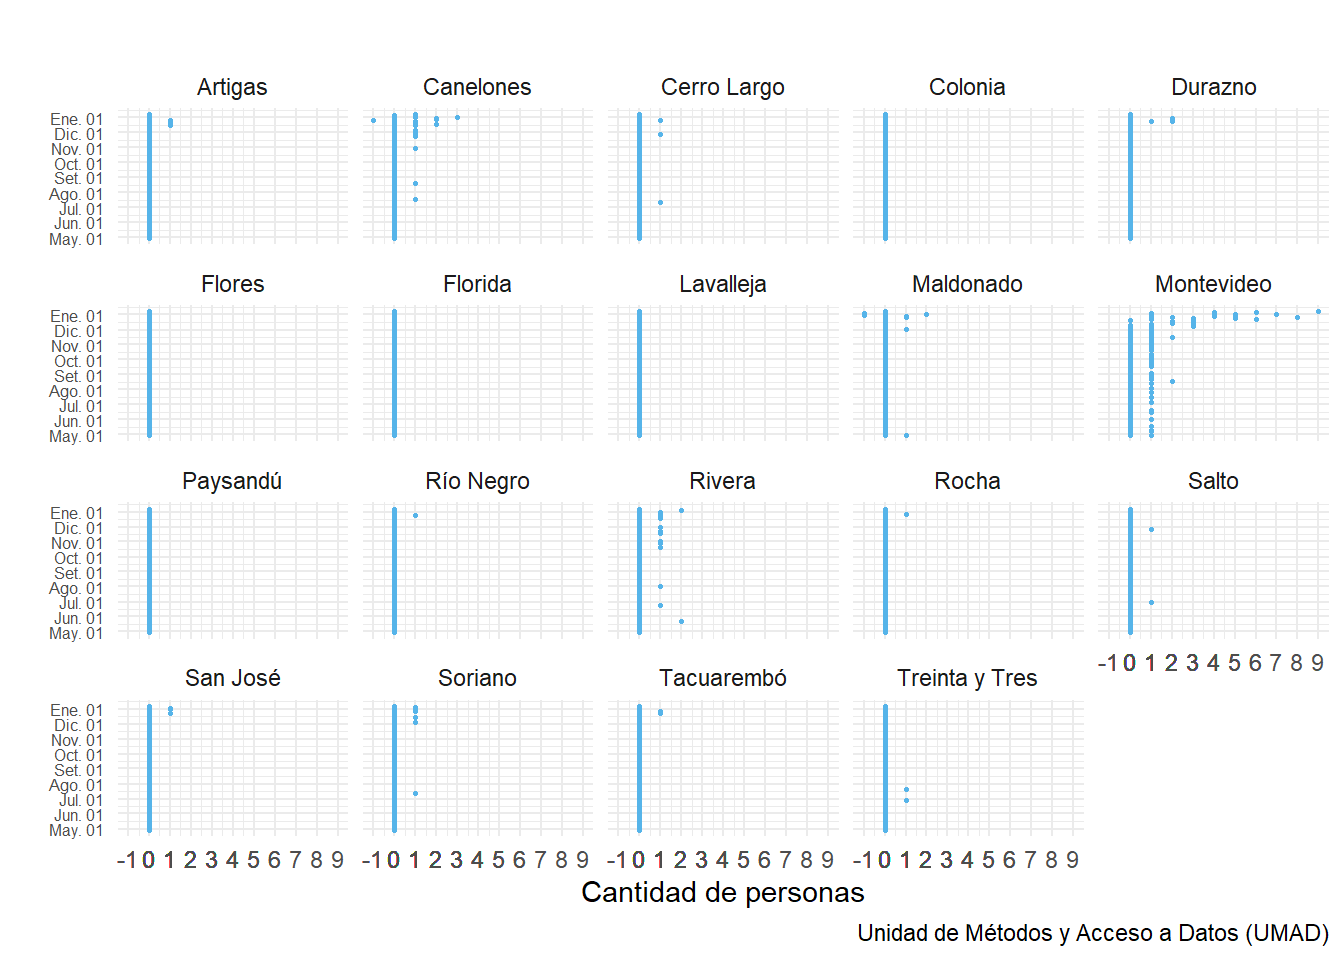 Artigas Canelones Cerro Largo Colonia Durazno
Ene. 01
Dic. 01
Nov. 01
Oct. 01
Set. 01
Ago. 01
Jul. 01
Jun. 01
May. 01
Flores Florida Lavalleja Maldonado Montevideo
Ene. 01
Dic. 01
Nov. 01
Oct. 01
Set. 01
Ago. 01
Jul. 01
Jun. 01
May. 01
Paysandú Río Negro Rivera Rocha Salto
Ene. 01
Dic. 01
Nov. 01
Oct. 01
Set. 01
Ago. 01
Jul. 01
Jun. 01
May. 01
-1 0 1 2 3 4 5 6 7 8 9
San José Soriano Tacuarembó Treinta y Tres
Ene. 01
Dic. 01
Nov. 01
Oct. 01
Set. 01
Ago. 01
Jul. 01
Jun. 01
May. 01
-1 0 1 2 3 4 5 6 7 8 9 -1 0 1 2 3 4 5 6 7 8 9 -1 0 1 2 3 4 5 6 7 8 9 -1 0 1 2 3 4 5 6 7 8 9
Cantidad de personas
Unidad de Métodos y Acceso a Datos (UMAD)